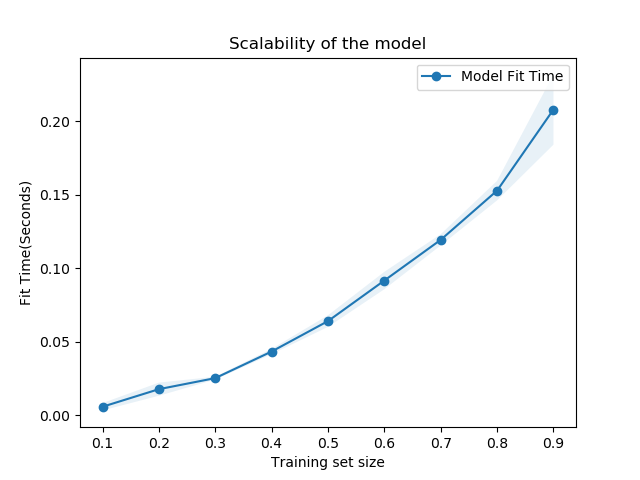 Scalability of the model
Model Fit Time
Fit Time(Seconds)
0.20
0.15
0.10
0.05
0.00
0.1 0.2 0.3 0.4 0.5 0.6 0.7 0.8 0.9
Training set size